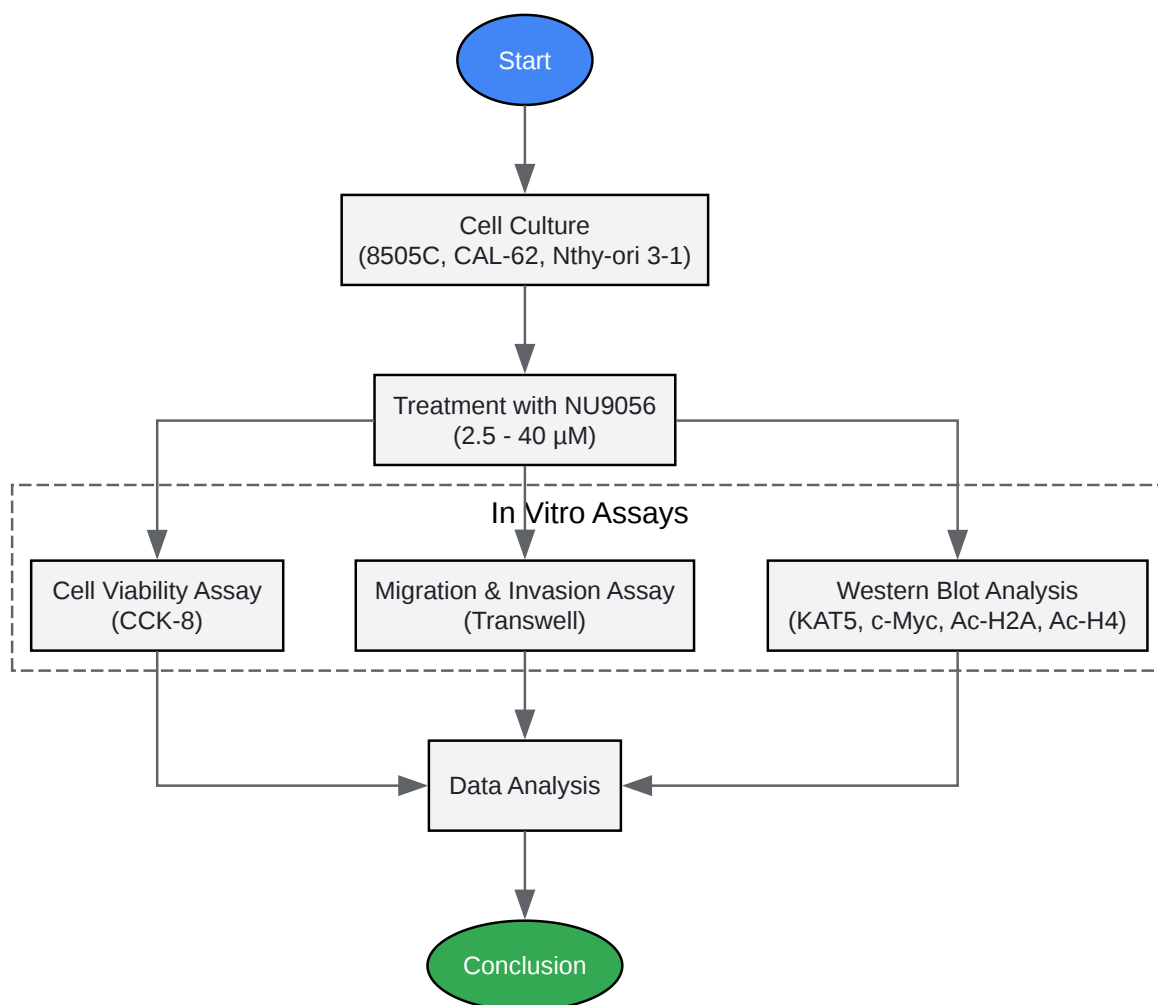 Start
Cell Culture
(8505C, CAL-62, Nthy-ori 3-1)
Treatment with NU9056
(2.5 - 40 µM)
In Vitro Assays
Cell Viability Assay
(CCK-8)
Migration & Invasion Assay
(Transwell)
Western Blot Analysis
(KAT5, c-Myc, Ac-H2A, Ac-H4)
Data Analysis
Conclusion